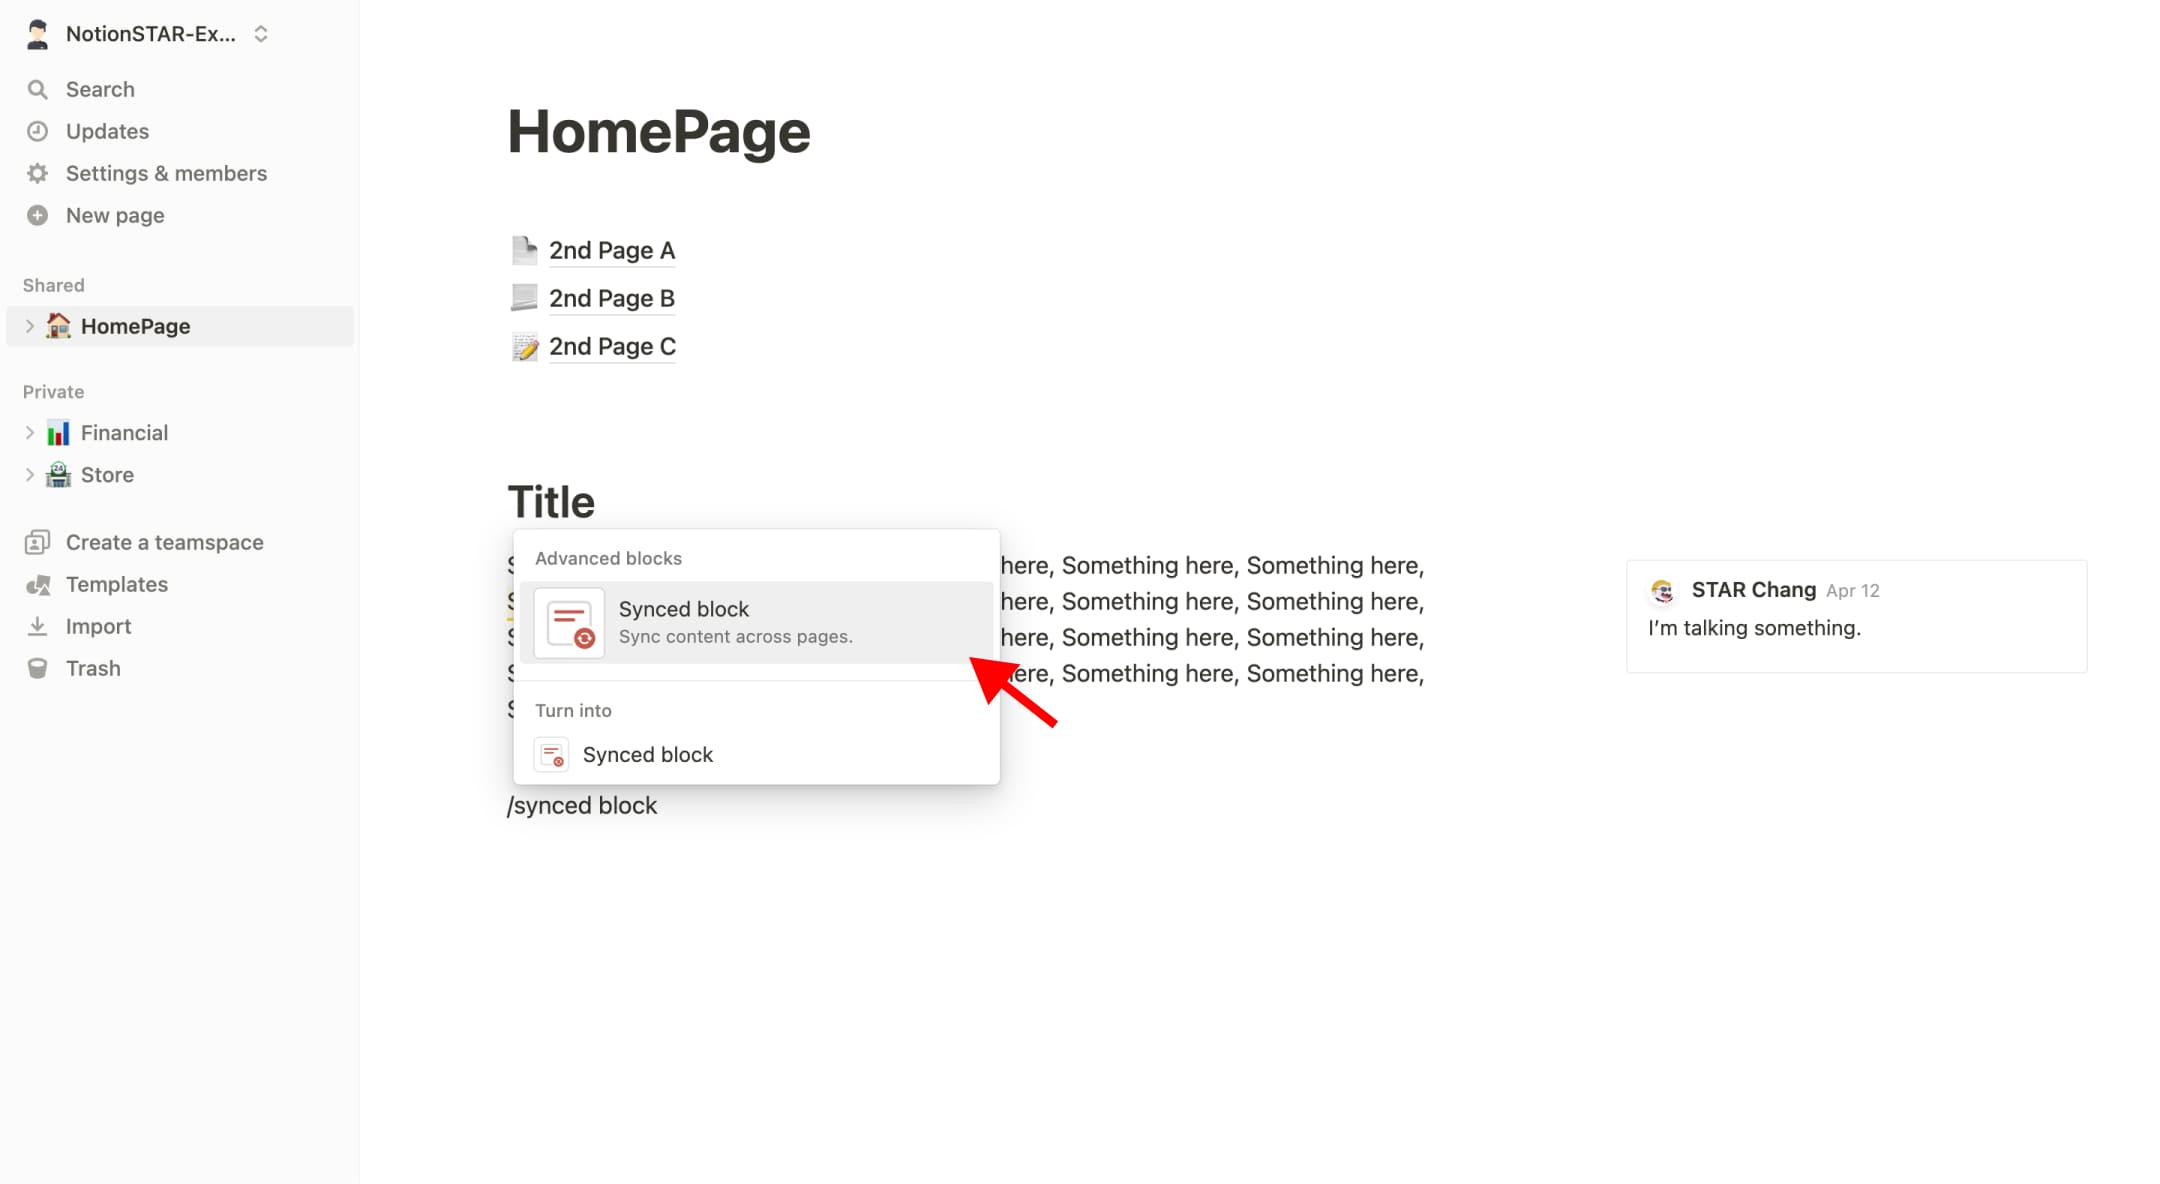 NotionSTAR-Ex...
Search
Updates
Settings & members
New page
Shared
HomePage
Private
Financial
Store
Create a teamspace
Templates
Import
Trash
HomePage
2nd Page A
2nd Page B
2nd Page C
Title
here, Something here, Something here,
here, Something here, Something here,
here, Something here, Something here,
Something here, Something here,
Advanced blocks
Synced block
Sync content across pages.
Turn into
Synced block
/synced block
STAR Chang Apr 12
I'm talking something.